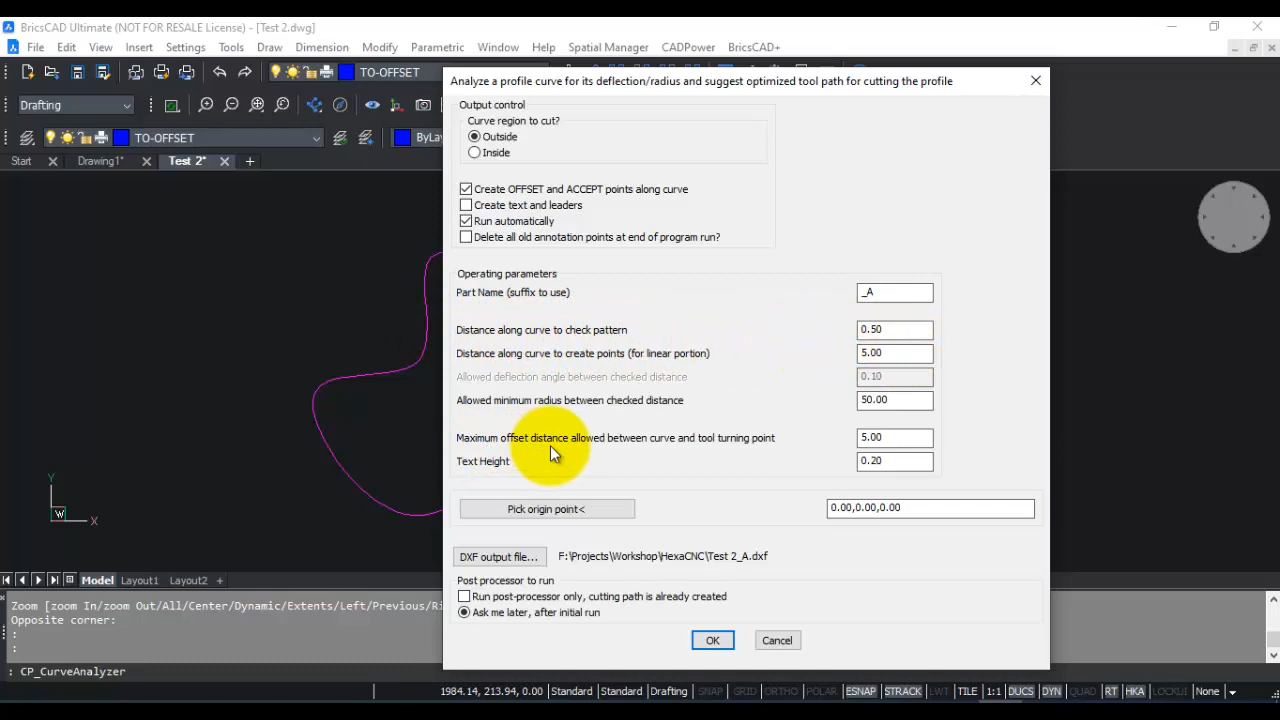 BricsCAD Ultimate (NOT FOR RESALE License) - [Test 2.dwg]
File Edit View Insert Settings Tools Draw Dimension Modify Parametric Window Help Spatial Manager CADPower BricsCAD+
TO-OFFSET
Drafting
TO-OFFSET
ByLay
Start Drawing1* Test 2*
Analyze a profile curve for its deflection/radius and suggest optimized tool path for cutting the profile
Output control
Curve region to cut?
Outside
Inside
Create OFFSET and ACCEPT points along curve
Create text and leaders
Run automatically
Delete all old annotation points at end of program run?
Operating parameters
Part Name (suffix to use) _A
Distance along curve to check pattern 0.50
Distance along curve to create points (for linear portion) 5.00
Allowed deflection angle between checked distance 0.10
Allowed minimum radius between checked distance 50.00
Maximum offset distance allowed between curve and tool turning point 5.00
Text Height 0.20
Pick origin point< 0.00,0.00,0.00
DXF output file... F:\Projects\Workshop\HexaCNC\Test 2_A.dxf
Post processor to run
Run post-processor only, cutting path is already created
Ask me later, after initial run
OK Cancel
Y
W
X
Model Layout1 Layout2
Zoom [zoom In/zoom Out/All/Center/Dynamic/Extents/Left/Previous/Ri
Opposite corner:
:
:
: CP_CurveAnalyzer
1984.14, 213.94, 0.00 Standard Standard Drafting SNAP GRID ORTHO POLAR ESNAP STRACK LWT TILE 1:1 DUCS DYN QUAD RT HKA LOCKUI None